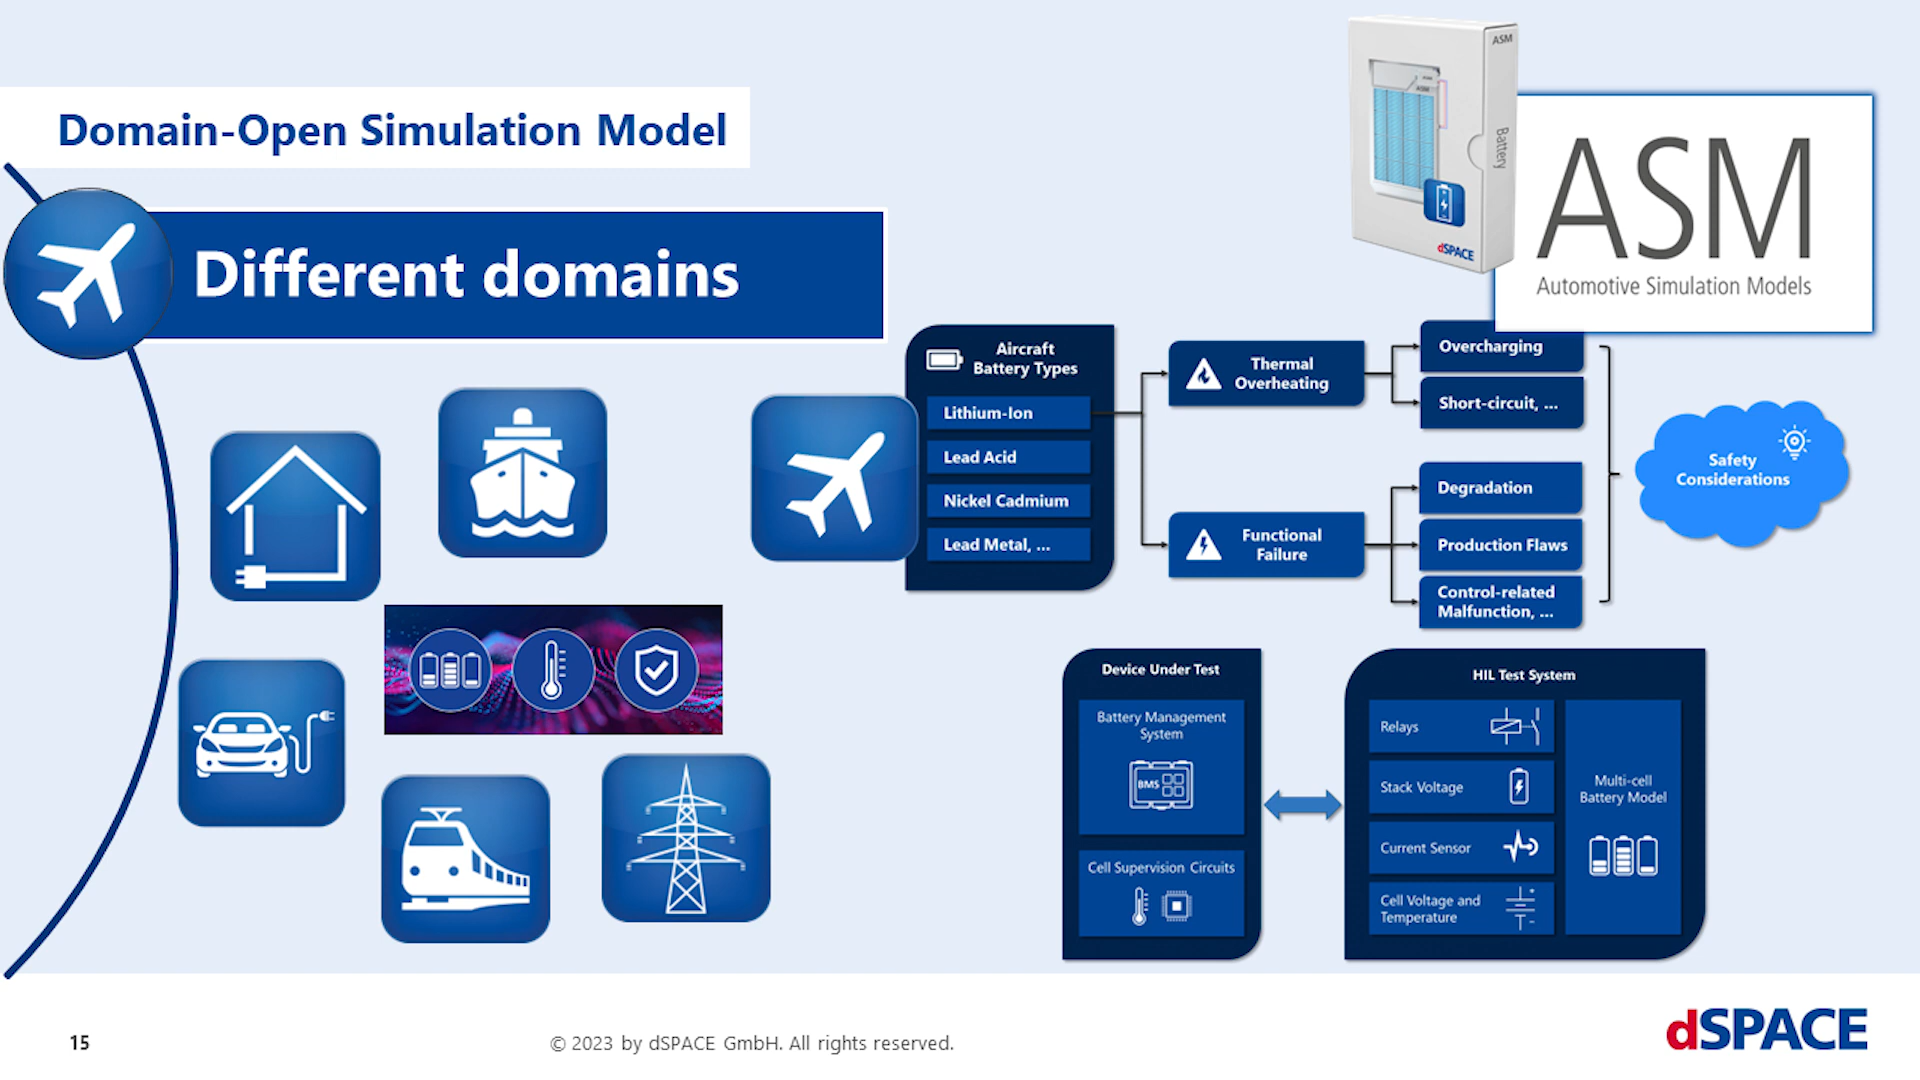 Domain-Open Simulation Model
Different domains
ASM
Battery
dSPACE
ASM
Automotive Simulation Models
Aircraft
Battery Types
Lithium-Ion
Lead Acid
Nickel Cadmium
Lead Metal, ...
Thermal
Overheating
Overcharging
Short-circuit, ...
Functional
Failure
Degradation
Production Flaws
Control-related
Malfunction, ...
Safety
Considerations
Device Under Test
Battery Management
System
BMS
Cell Supervision Circuits
HIL Test System
Relays
Stack Voltage
Current Sensor
Cell Voltage and
Temperature
Multi-cell
Battery Model
15
© 2023 by dSPACE GmbH. All rights reserved.
dSPACE